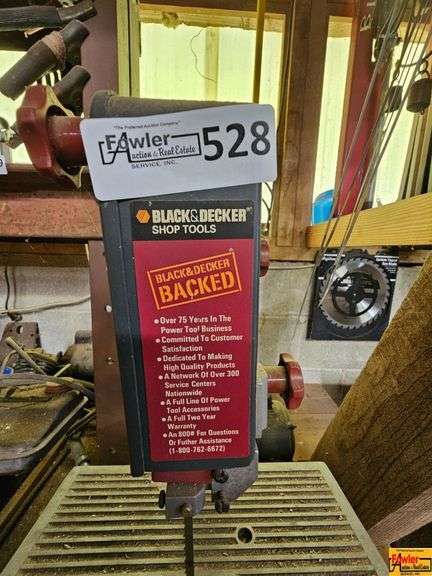 "The Preferred Auction Company"
Fowler
Auction & Real Estate
SERVICE, INC.
528
BLACK&DECKER®
SHOP TOOLS
BLACK&DECKER
BACKED
• Over 75 Years In The
Power Tool Business
• Committed To Customer
Satisfaction
• Dedicated To Making
High Quality Products
• A Network Of Over 300
Service Centers
Nationwide
• A Full Line Of Power
Tool Accessories
• A Full Two Year
Warranty
• An 800# For Questions
Or Futher Assistance
(1-800-762-6672)
Fowler
Auction & Real Estate